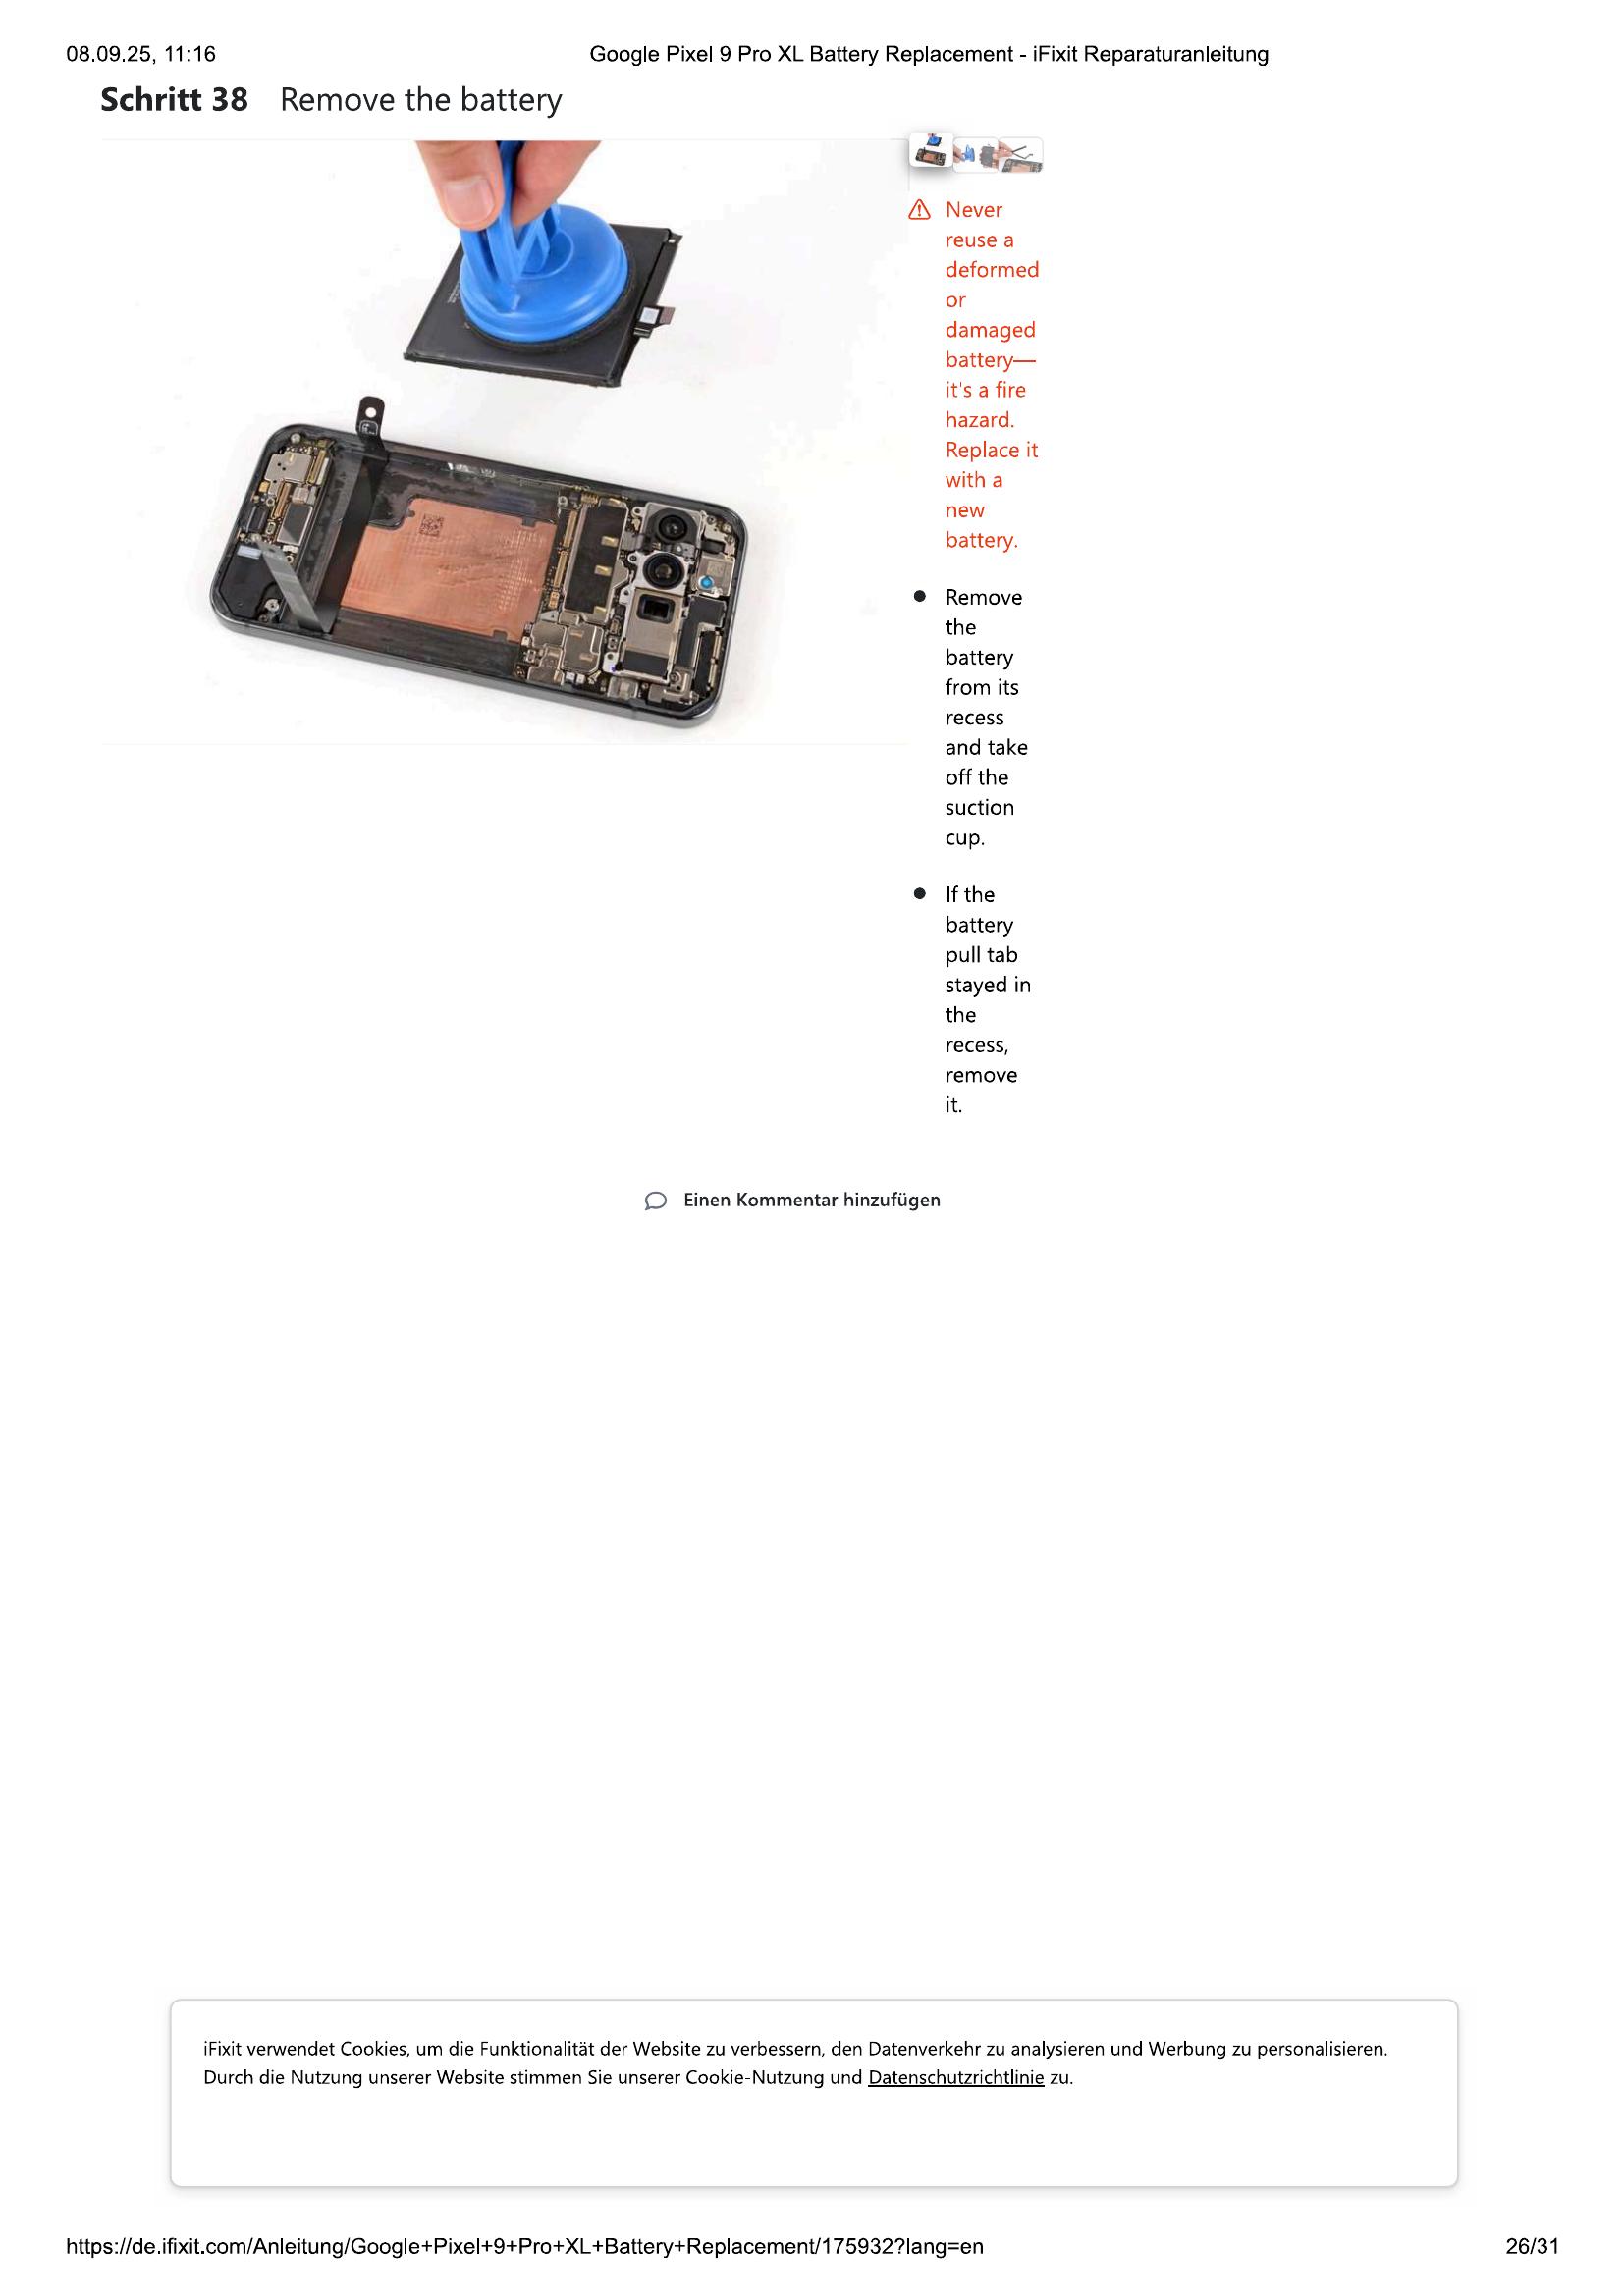 08.09.25, 11:16
Google Pixel 9 Pro XL Battery Replacement - iFixit Reparaturanleitung
Schritt 38 Remove the battery
Never
reuse a
deformed
or
damaged
battery—
it's a fire
hazard.
Replace it
with a
new
battery.
Remove
the
battery
from its
recess
and take
off the
suction
cup.
If the
battery
pull tab
stayed in
the
recess,
remove
it.
Einen Kommentar hinzufügen
iFixit verwendet Cookies, um die Funktionalität der Website zu verbessern, den Datenverkehr zu analysieren und Werbung zu personalisieren.
Durch die Nutzung unserer Website stimmen Sie unserer Cookie-Nutzung und Datenschutzrichtlinie zu.
https://de.ifixit.com/Anleitung/Google+Pixel+9+Pro+XL+Battery+Replacement/175932?lang=en
26/31